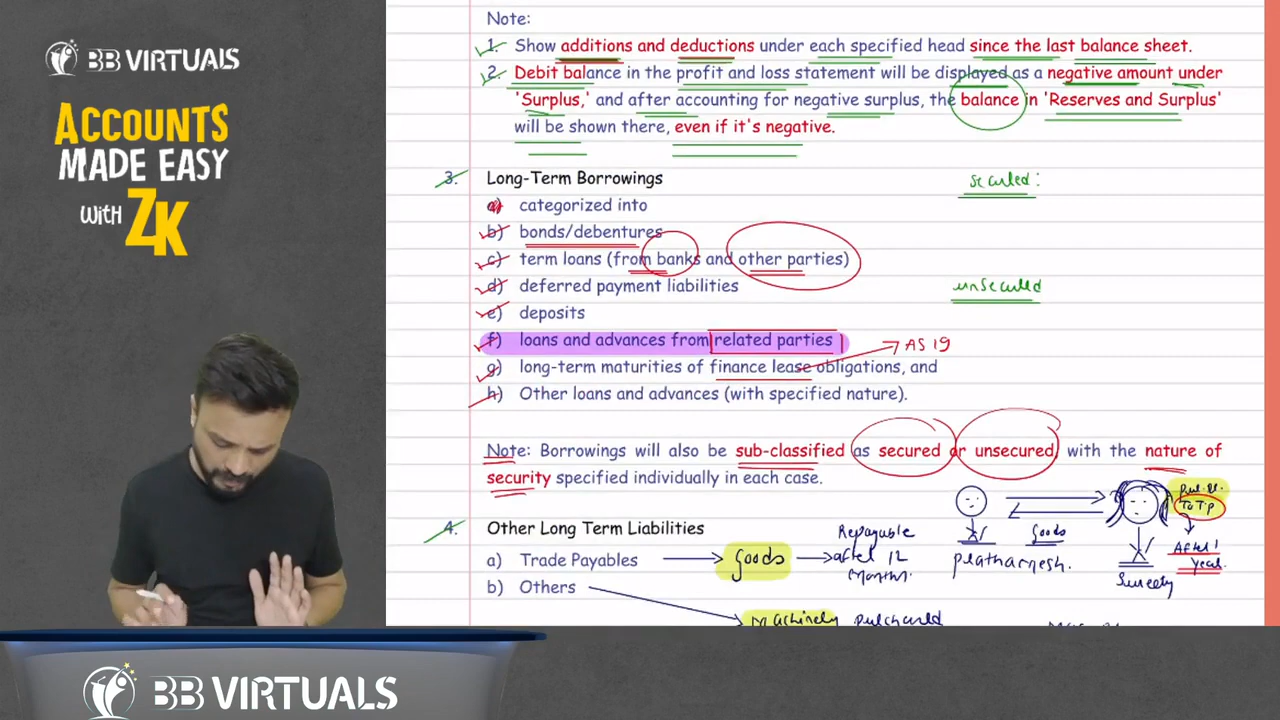 BB VIRTUALS
ACCOUNTS
MADE EASY
WITH ZK
Note:
1. Show additions and deductions under each specified head since the last balance sheet.
2. Debit balance in the profit and loss statement will be displayed as a negative amount under
'Surplus,' and after accounting for negative surplus, the balance in 'Reserves and Surplus'
will be shown there, even if it's negative.
3. Long-Term Borrowings
secured:
a) categorized into
b) bonds/debentures
c) term loans (from banks and other parties)
d) deferred payment liabilities
unsecured
e) deposits
f) loans and advances from related parties
AS 19
g) long-term maturities of finance lease obligations, and
h) Other loans and advances (with specified nature).
Note: Borrowings will also be sub-classified as secured or unsecured, with the nature of
security specified individually in each case.
4. Other Long Term Liabilities
a) Trade Payables
Goods
Repayable
after 12
months.
Goods
After 1
year.
b) Others
Machinery purchased
BB VIRTUALS